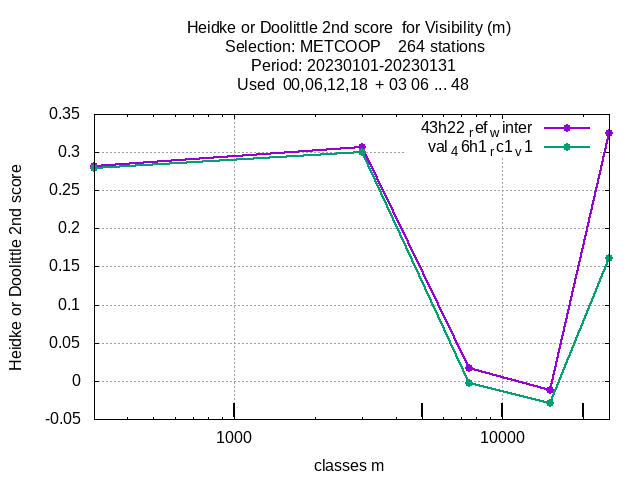 Heidke or Doolittle 2nd score  for Visibility (m)
Selection: METCOOP    264 stations
Period: 20230101-20230131
Used  00,06,12,18  + 03 06 ... 48
0.35
0.3
0.25
0.2
0.15
0.1
0.05
0
-0.05
Heidke or Doolittle 2nd score
43h22_ref_winter
val_46h1_rc1_v1
1000
10000
classes m